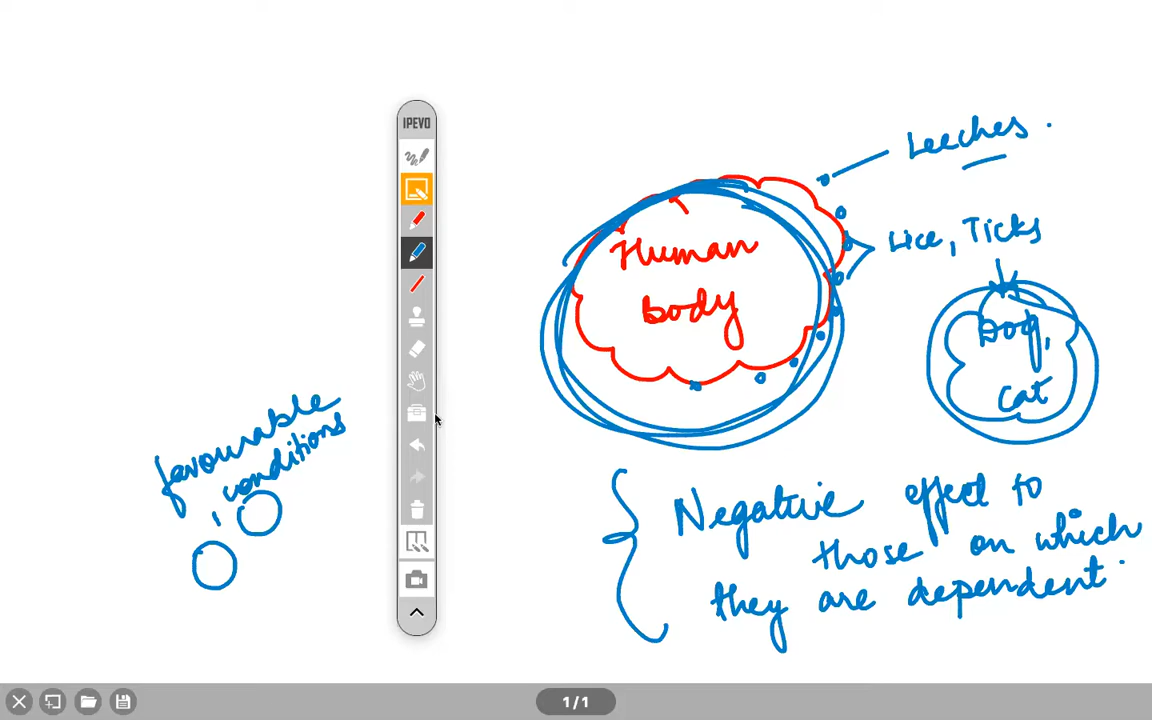 IPEVO
Leeches.
Human
body
Lice, Ticks
Dog,
cat
favourable
conditions
Negative effect to
those on which
they are dependent.
1/1